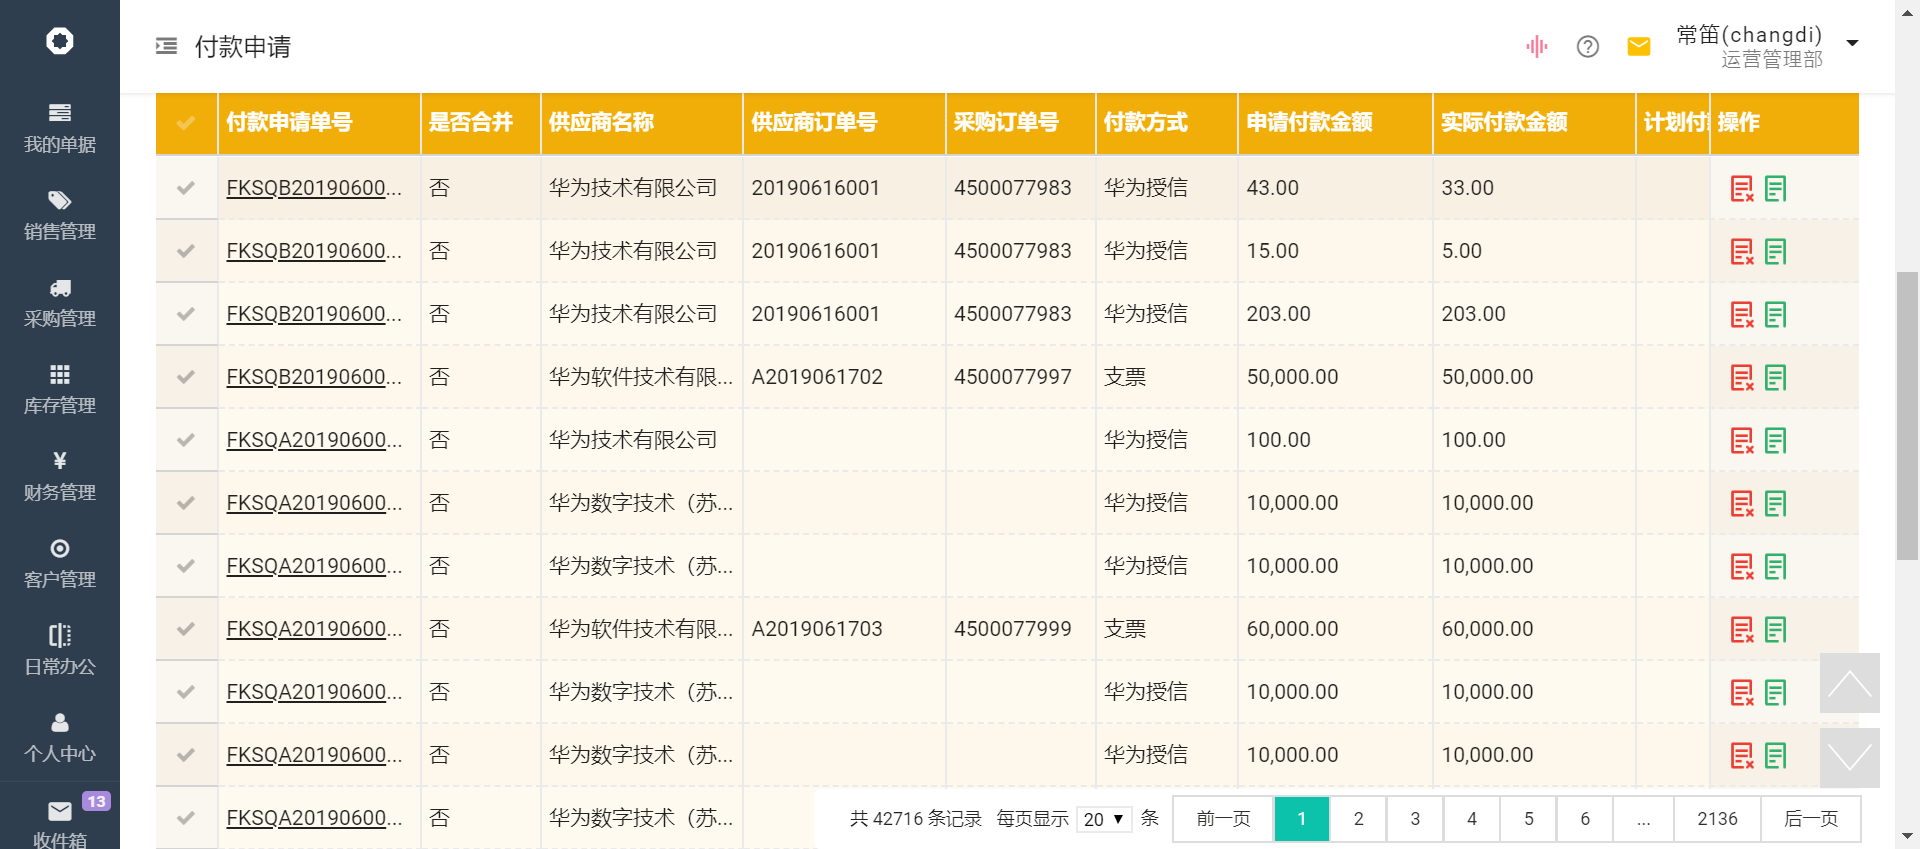 付款申请
常笛(changdi)
运营管理部
我的单据
销售管理
采购管理
库存管理
¥
财务管理
客户管理
日常办公
个人中心
13
收件箱
付款申请单号 是否合并 供应商名称 供应商订单号 采购订单号 付款方式 申请付款金额 实际付款金额 计划付 操作
FKSQB20190600... 否 华为技术有限公司 20190616001 4500077983 华为授信 43.00 33.00
FKSQB20190600... 否 华为技术有限公司 20190616001 4500077983 华为授信 15.00 5.00
FKSQB20190600... 否 华为技术有限公司 20190616001 4500077983 华为授信 203.00 203.00
FKSQB20190600... 否 华为软件技术有限... A2019061702 4500077997 支票 50,000.00 50,000.00
FKSQA20190600... 否 华为技术有限公司 华为授信 100.00 100.00
FKSQA20190600... 否 华为数字技术（苏... 华为授信 10,000.00 10,000.00
FKSQA20190600... 否 华为数字技术（苏... 华为授信 10,000.00 10,000.00
FKSQA20190600... 否 华为软件技术有限... A2019061703 4500077999 支票 60,000.00 60,000.00
FKSQA20190600... 否 华为数字技术（苏... 华为授信 10,000.00 10,000.00
FKSQA20190600... 否 华为数字技术（苏... 华为授信 10,000.00 10,000.00
FKSQA20190600... 否 华为数字技术（苏...
共 42716 条记录 每页显示 20 条 前一页 1 2 3 4 5 6 ... 2136 后一页